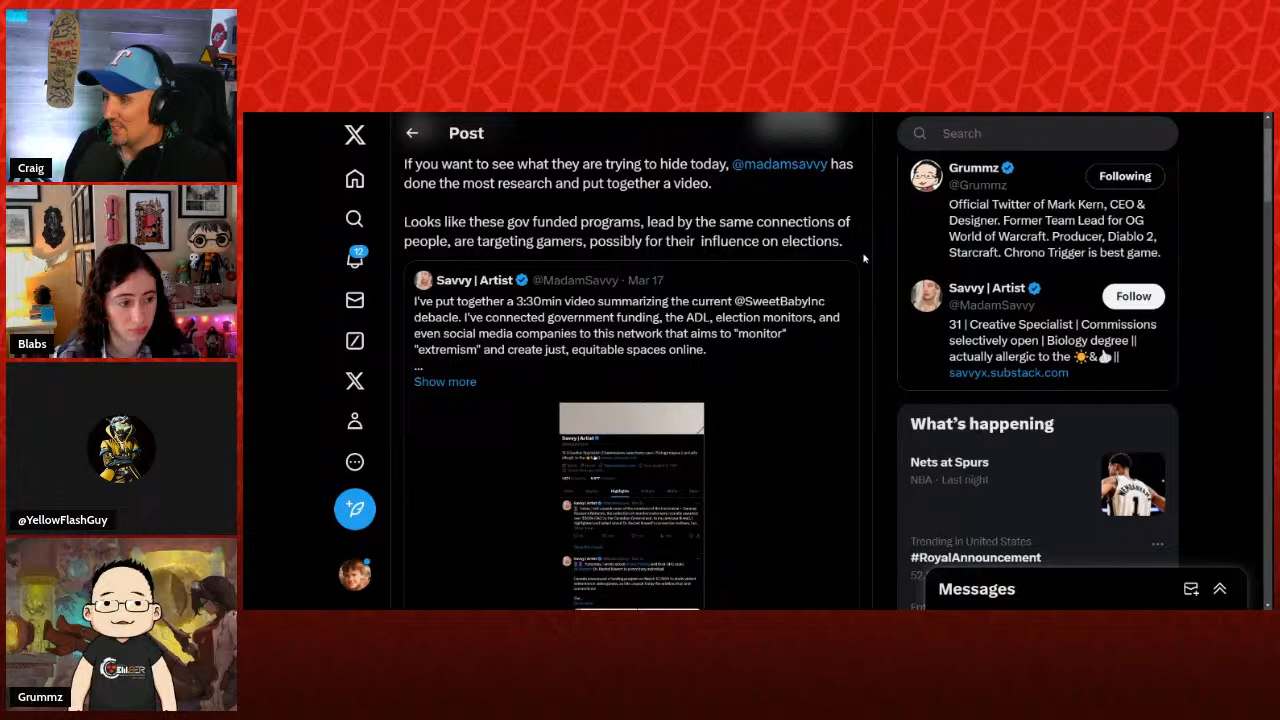 Craig
Blabs
@YellowFlashGuy
Grummz
Post
If you want to see what they are trying to hide today, @madamsavvy has
done the most research and put together a video.
Looks like these gov funded programs, lead by the same connections of
people, are targeting gamers, possibly for their influence on elections.
Savvy | Artist @MadamSavvy · Mar 17
I've put together a 3:30min video summarizing the current @SweetBabyInc
debacle. I've connected government funding, the ADL, election monitors, and
even social media companies to this network that aims to "monitor"
"extremism" and create just, equitable spaces online.
...
Show more
Savvy | Artist
Highlights
12
Search
Grummz
@Grummz
Following
Official Twitter of Mark Kern, CEO &
Designer. Former Team Lead for OG
World of Warcraft. Producer, Diablo 2,
Starcraft. Chrono Trigger is best game.
Savvy | Artist
@MadamSavvy
Follow
31 | Creative Specialist | Commissions
selectively open | Biology degree ||
actually allergic to the ☀️&👍🏻||
savvyx.substack.com
What's happening
Nets at Spurs
NBA · Last night
Trending in United States
#RoyalAnnouncement
52.
Messages